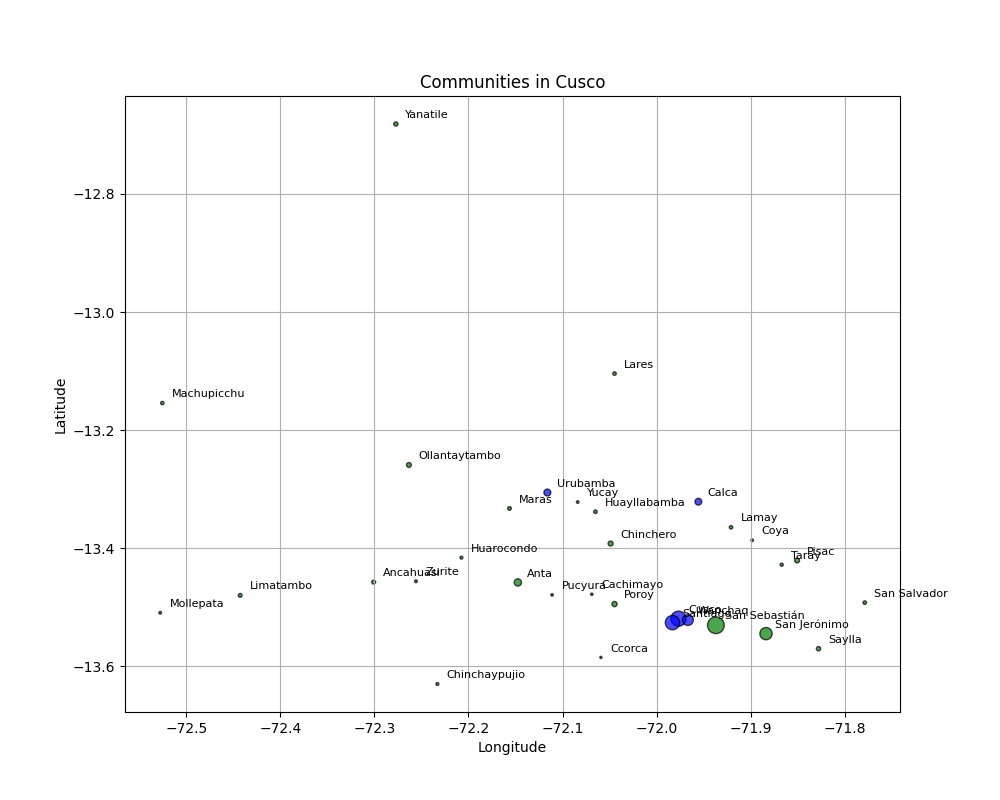 Communities in Cusco
Yanatile
−12.8
−13.0
Lares
Machupicchu
−13.2
Ollantaytambo
Urubamba
Yucay
Calca
Maras
Huayllabamba
Lamay
Coya
Chinchero
−13.4
Huarocondo
Pisac
Taray
Ancahuasi
Zurite
Anta
Limatambo
Pucyura
Cachimayo
Poroy
San Salvador
Mollepata
Cusco
Wanchaq
Santiago
San Sebastián
San Jerónimo
Saylla
Ccorca
−13.6
Chinchaypujio
−72.5
−72.4
−72.3
−72.2
−72.1
−72.0
−71.9
−71.8
Longitude
Latitude